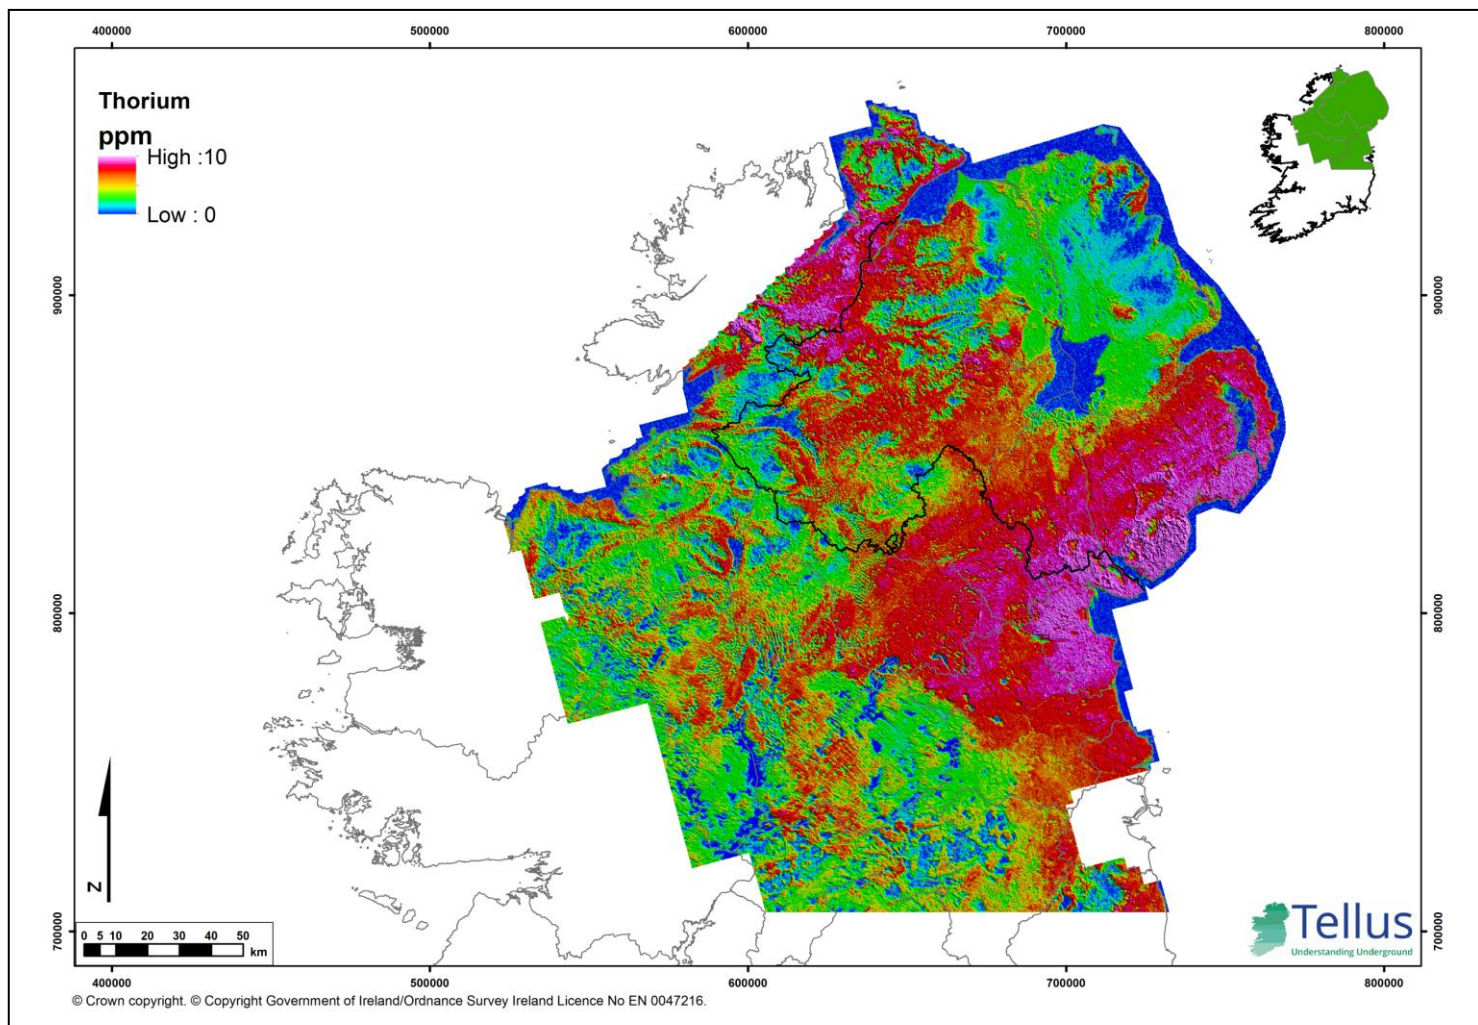 400000 500000 600000 700000 800000
Thorium
ppm
High :10
Low : 0
900000 900000
800000 800000
700000 700000
N
0 5 10 20 30 40 50
km
Tellus
Understanding Underground
400000 500000 600000 700000 800000
© Crown copyright. © Copyright Government of Ireland/Ordnance Survey Ireland Licence No EN 0047216.